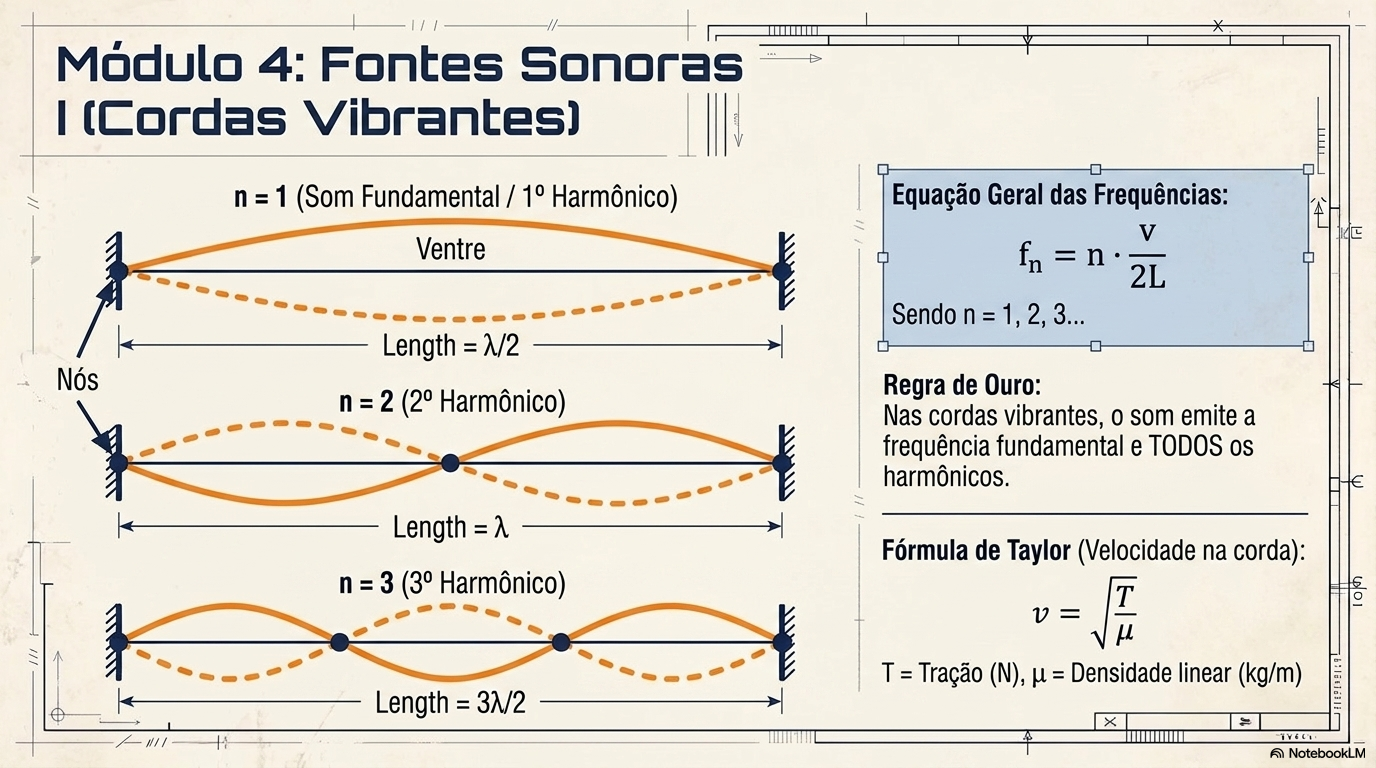 Módulo 4: Fontes Sonoras
I (Cordas Vibrantes)
n = 1 (Som Fundamental / 1º Harmônico)
Ventre
Length = λ/2
Nós
n = 2 (2º Harmônico)
Length = λ
n = 3 (3º Harmônico)
Length = 3λ/2
Equação Geral das Frequências:
fₙ = n · v/2L
Sendo n = 1, 2, 3...
Regra de Ouro:
Nas cordas vibrantes, o som emite a
frequência fundamental e TODOS os
harmônicos.
Fórmula de Taylor (Velocidade na corda):
v = √T/μ
T = Tração (N), μ = Densidade linear (kg/m)
NotebookLM